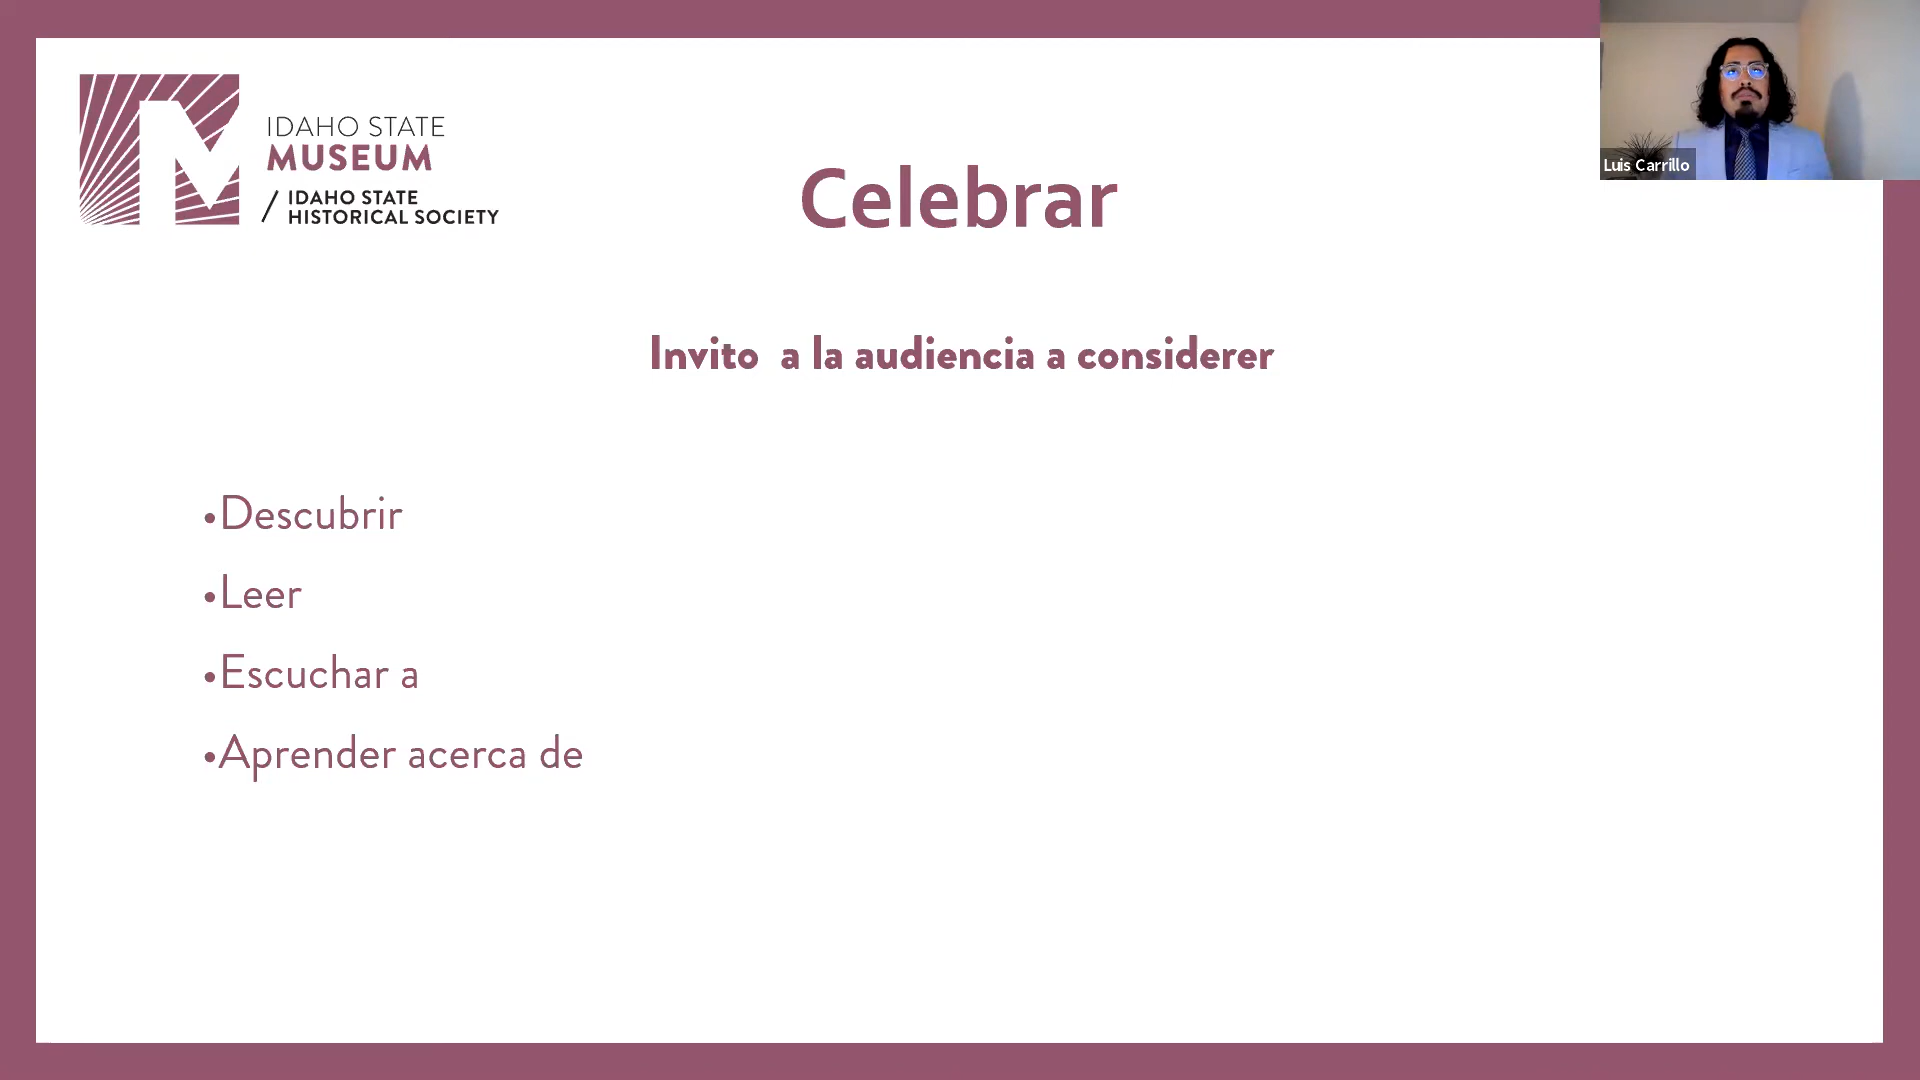 IDAHO STATE
MUSEUM
/ IDAHO STATE
HISTORICAL SOCIETY
Luis Carrillo
Celebrar
Invito  a la audiencia a considerer
•Descubrir
•Leer
•Escuchar a
•Aprender acerca de